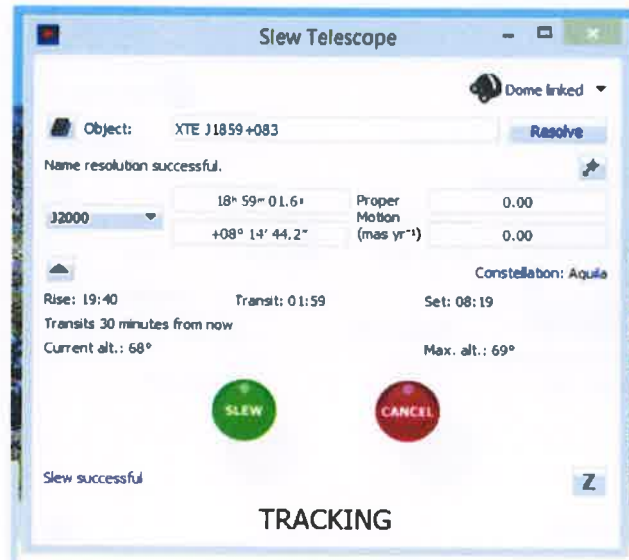 Slew Telescope
Dome linked
Object: XTE J1859+083 Resolve
Name resolution successful.
J2000 18ʰ 59ᵐ 01.6ˢ Proper Motion (mas yr⁻¹) 0.00
+08° 14′ 44.2″ 0.00
Constellation: Aquila
Rise: 19:40 Transit: 01:59 Set: 08:19
Transits 30 minutes from now
Current alt.: 68° Max. alt.: 69°
SLEW CANCEL
Slew successful Z
TRACKING